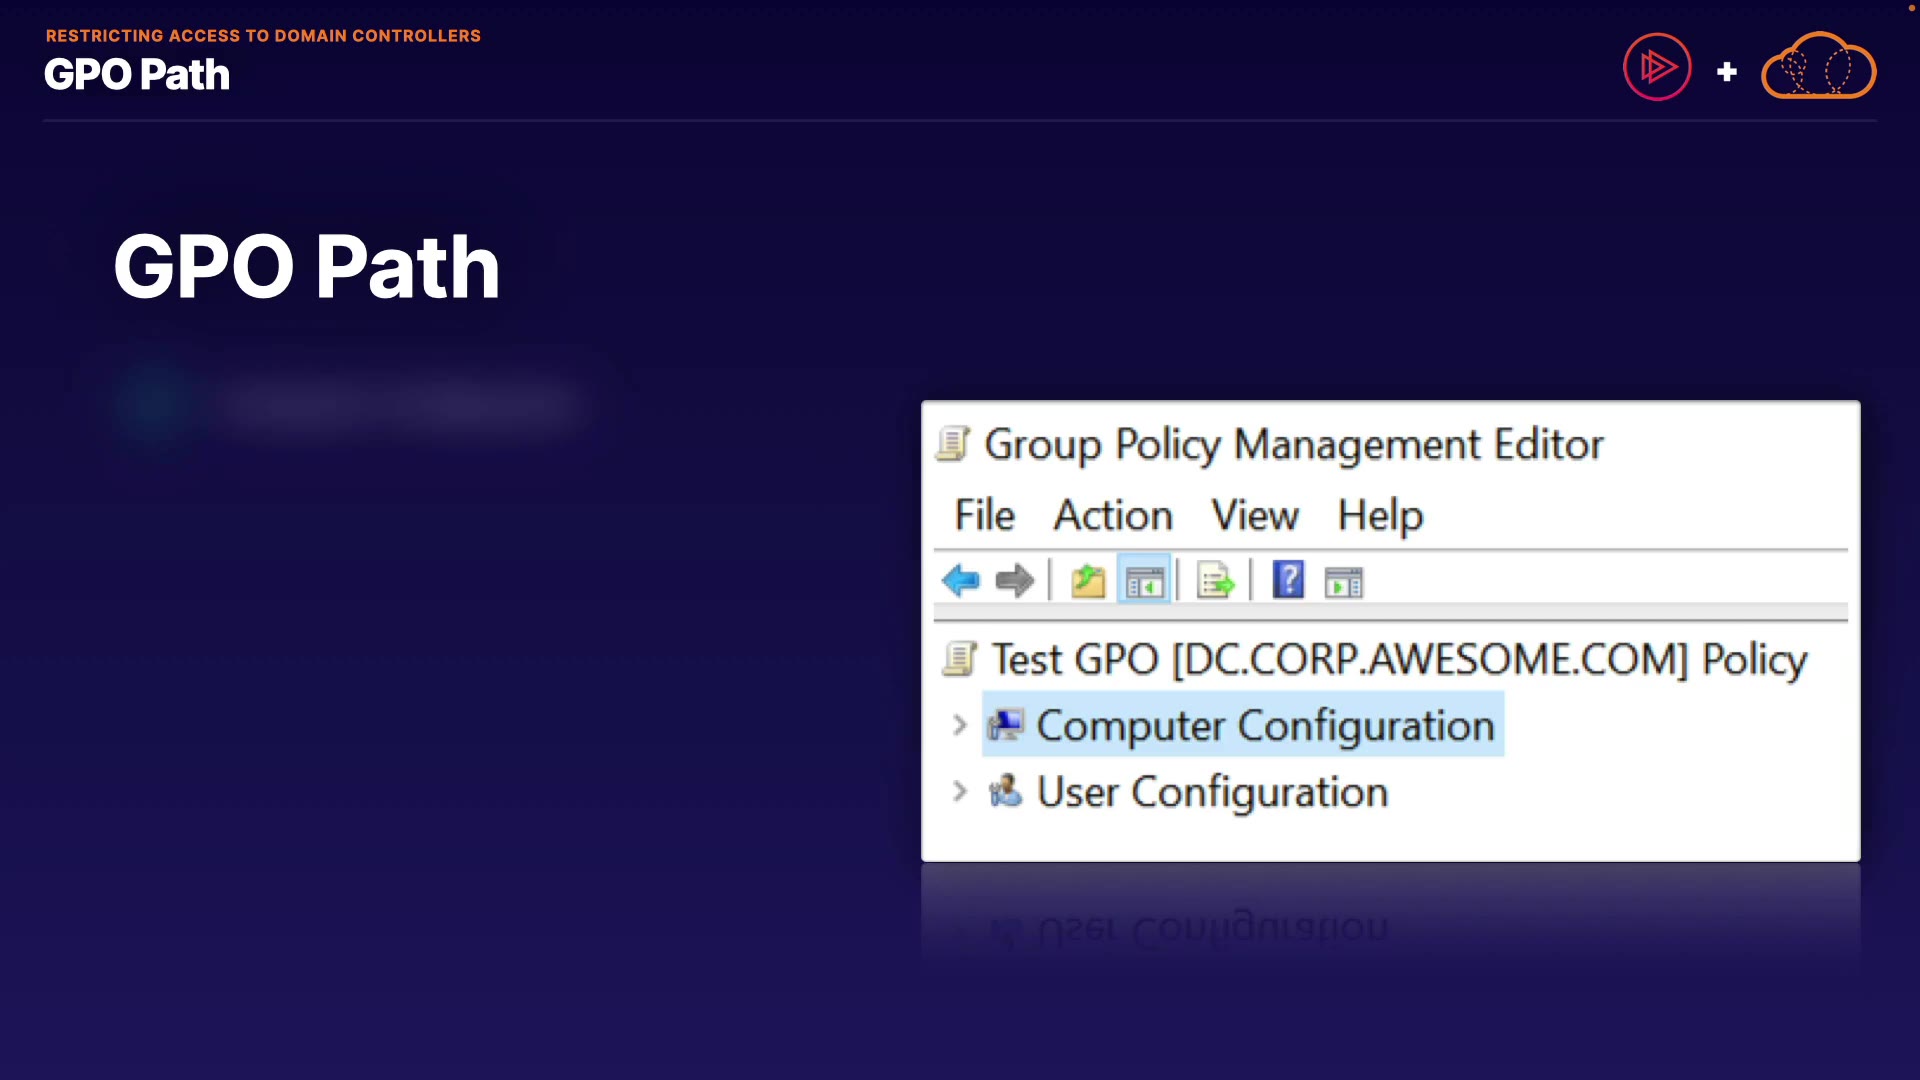 RESTRICTING ACCESS TO DOMAIN CONTROLLERS
GPO Path
GPO Path
Group Policy Management Editor
File Action View Help
Test GPO [DC.CORP.AWESOME.COM] Policy
Computer Configuration
User Configuration